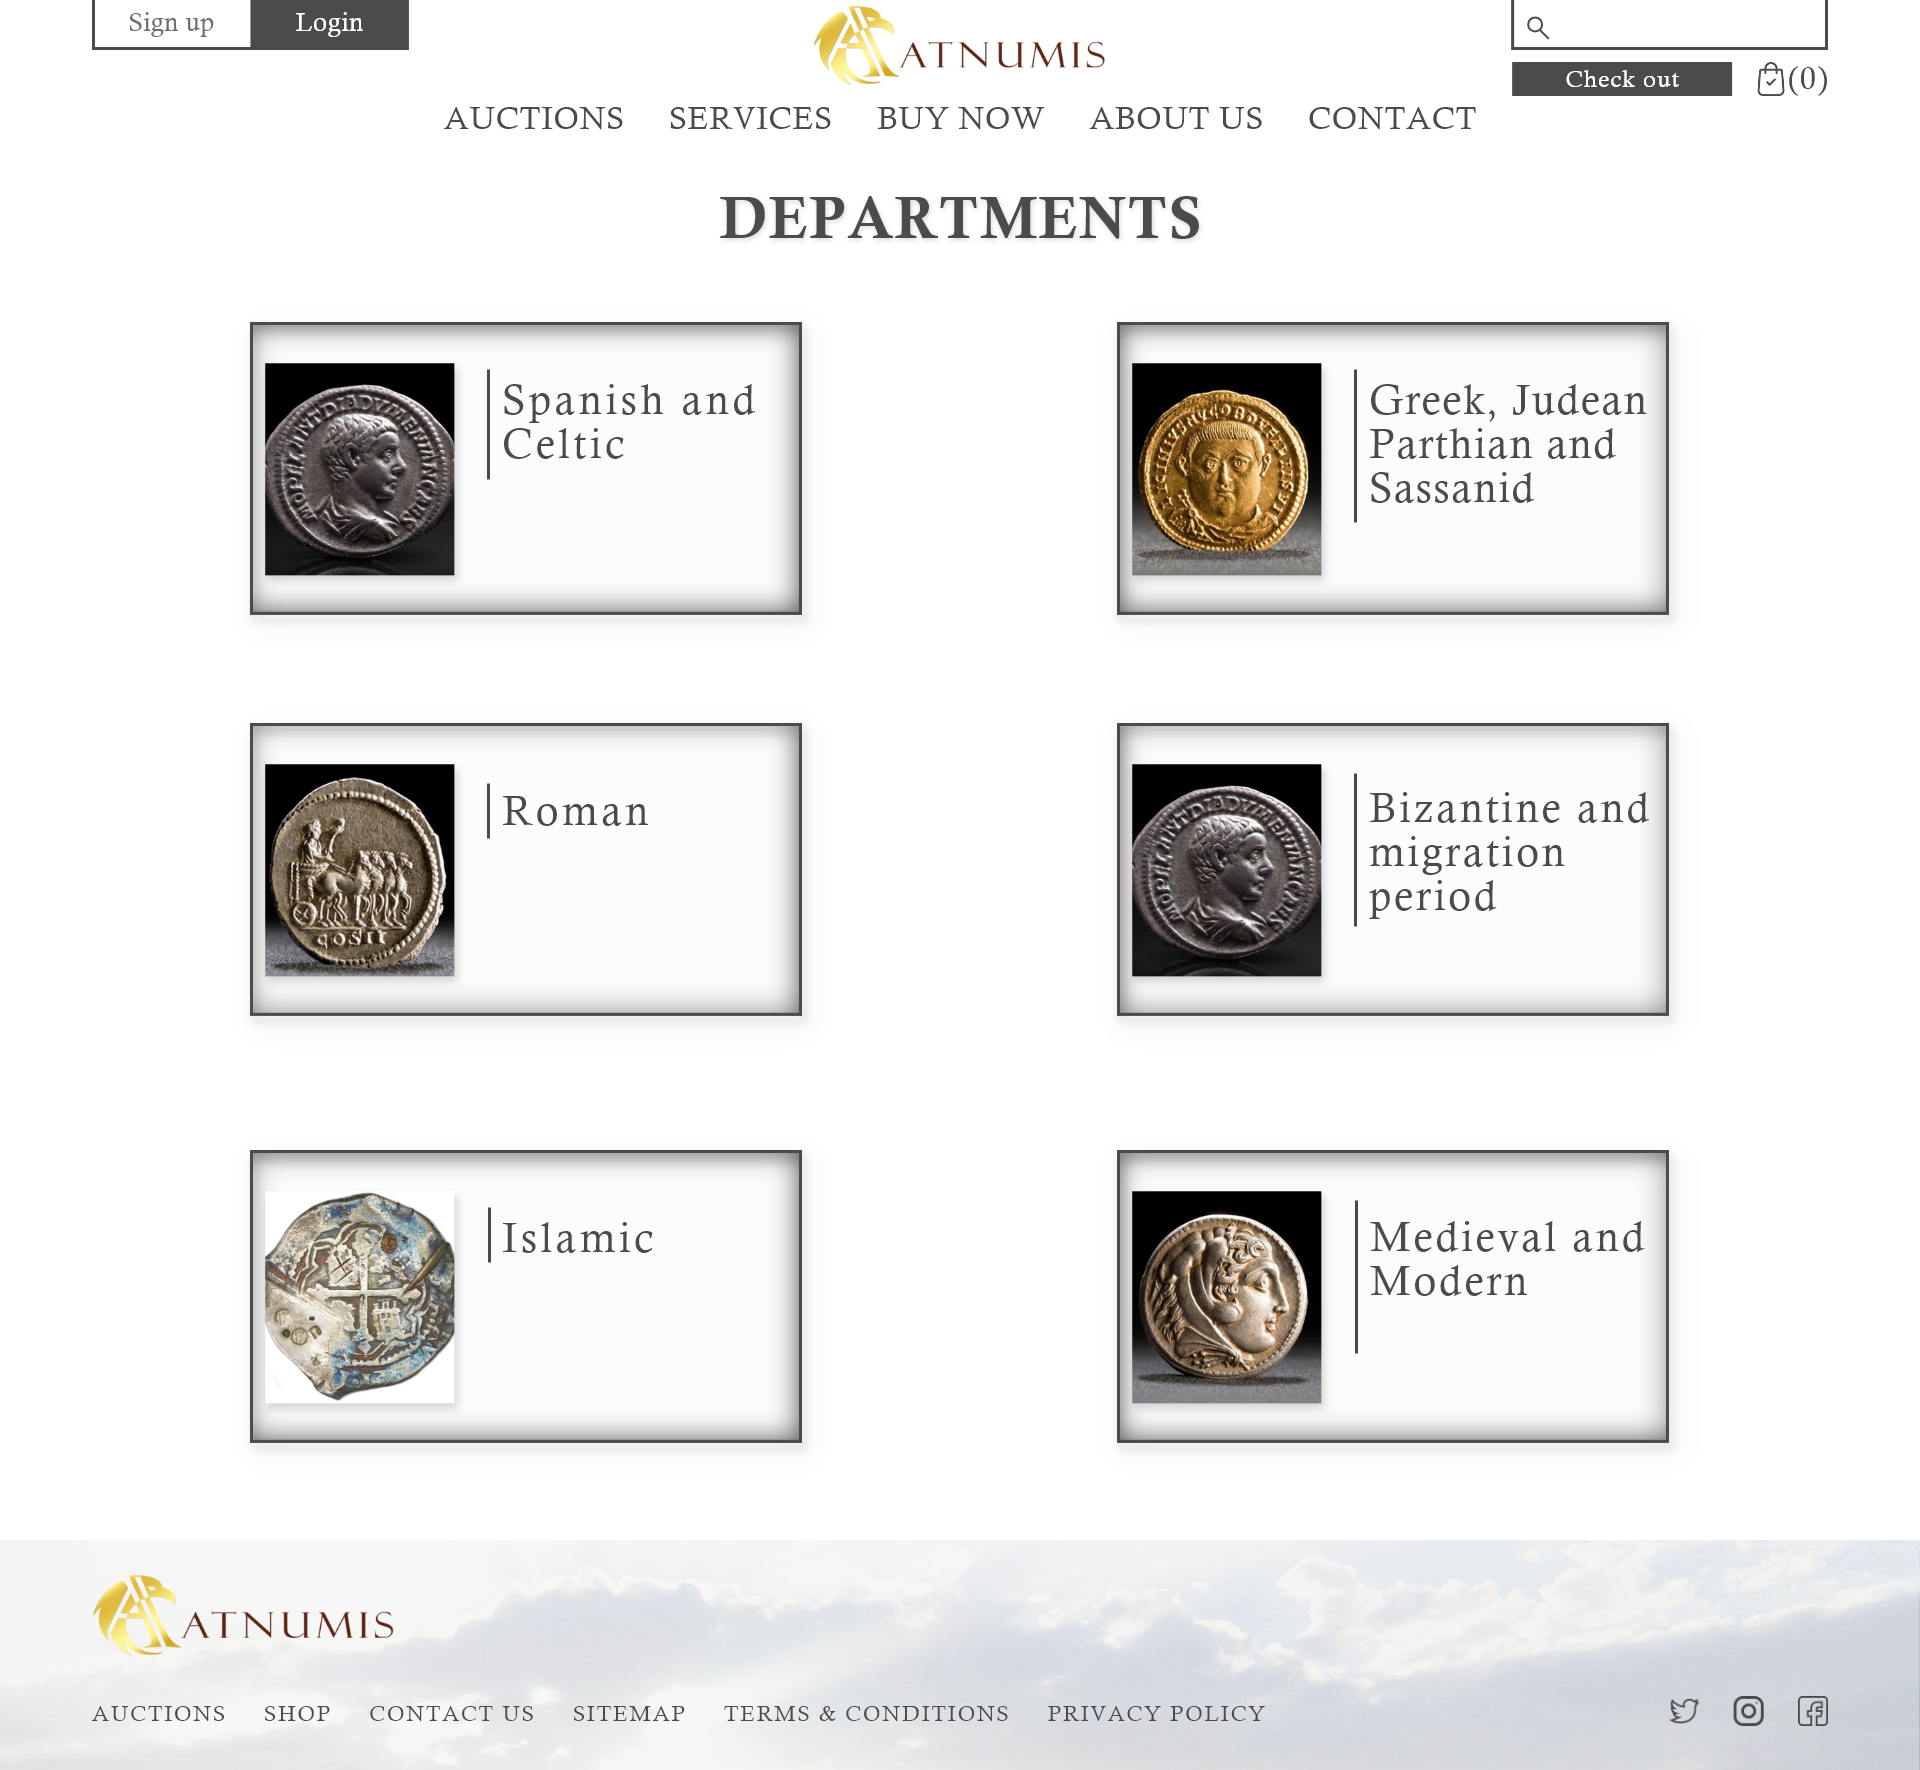 Sign up
Login
ATNUMIS
Check out
(0)
AUCTIONS
SERVICES
BUY NOW
ABOUT US
CONTACT
DEPARTMENTS
Spanish and
Celtic
Greek, Judean
Parthian and
Sassanid
Roman
COSII
Bizantine and
migration
period
Islamic
Medieval and
Modern
ATNUMIS
AUCTIONS
SHOP
CONTACT US
SITEMAP
TERMS & CONDITIONS
PRIVACY POLICY